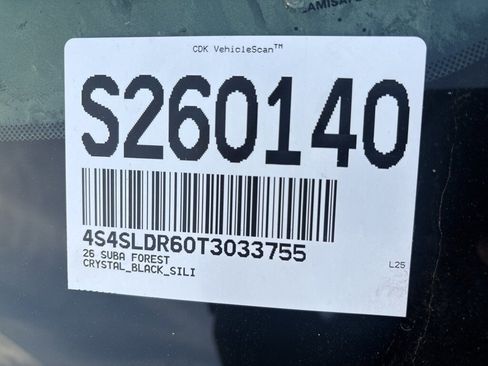 CDK VehicleScan™
S260140
4S4SLDR60T3033755
26 SUBA FOREST
CRYSTAL_BLACK_SILI
L25